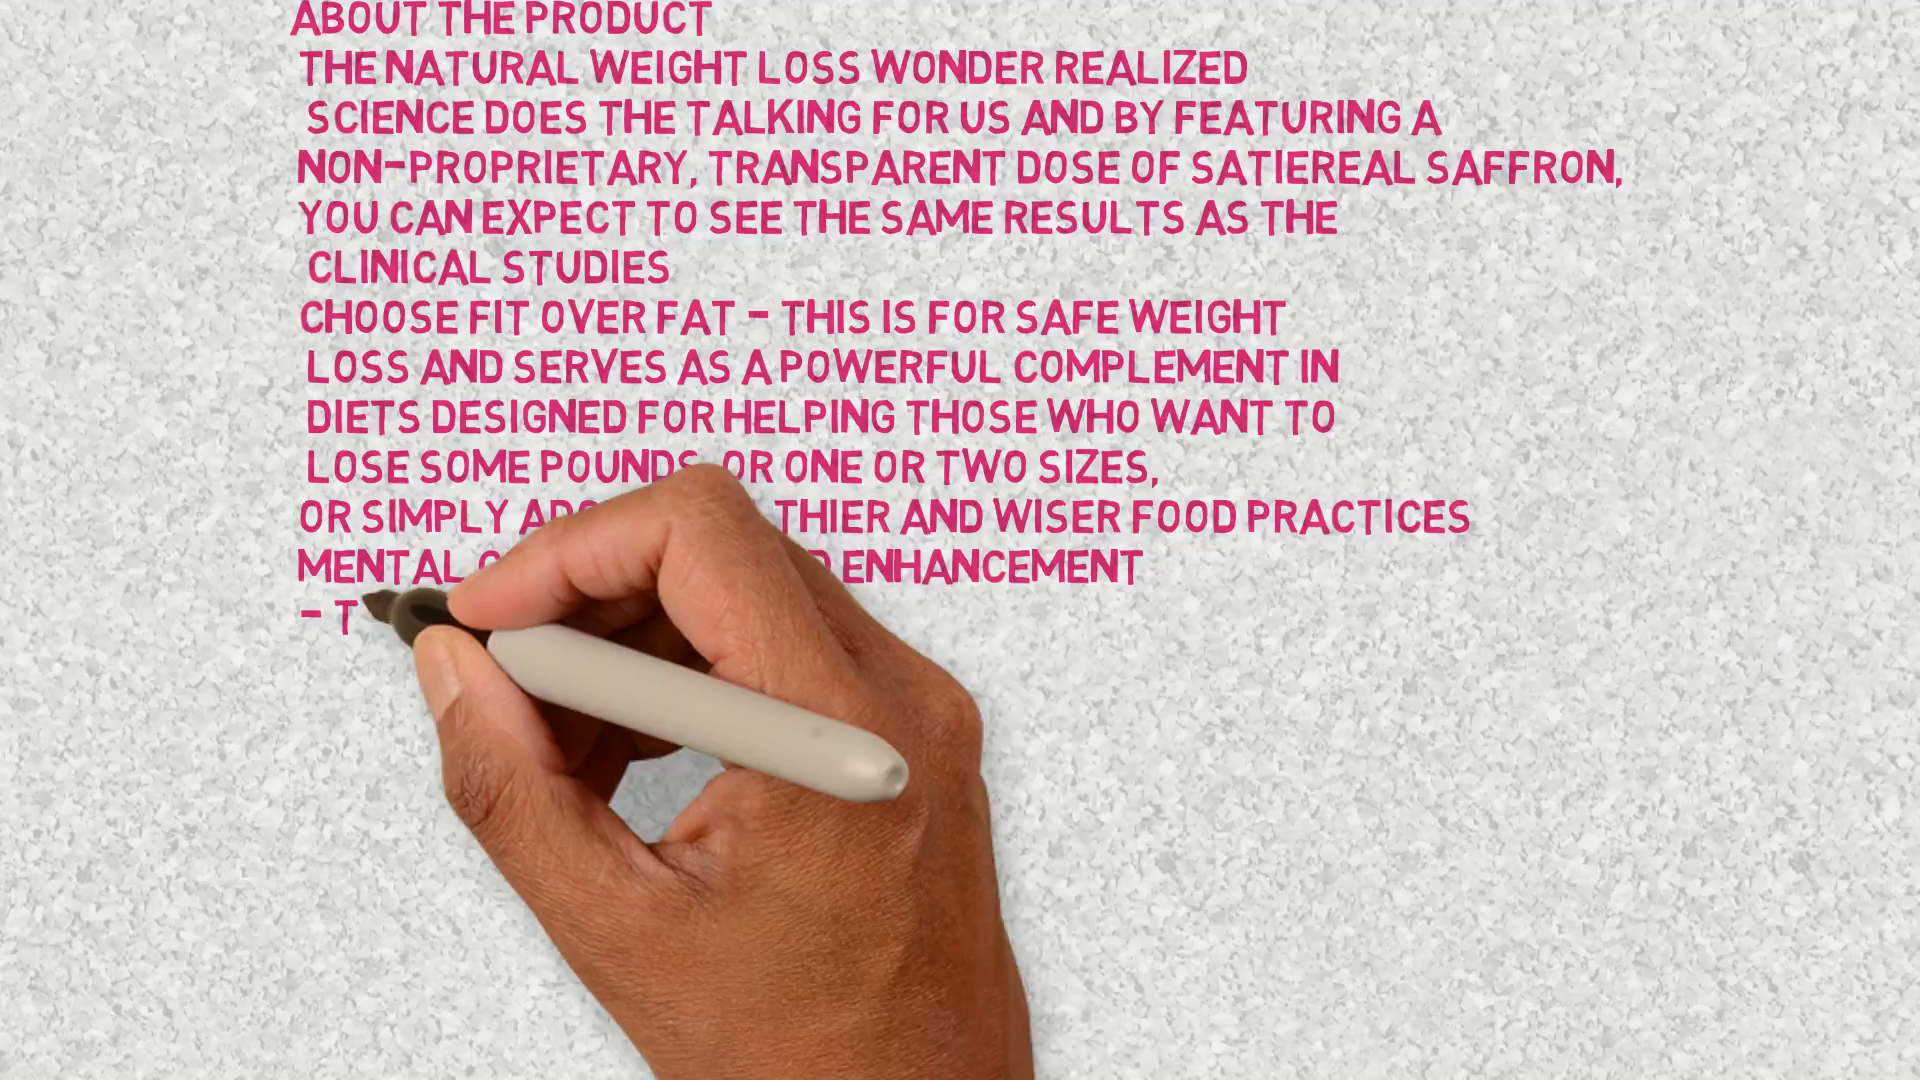 ABOUT THE PRODUCT
THE NATURAL WEIGHT LOSS WONDER REALIZED
SCIENCE DOES THE TALKING FOR US AND BY FEATURING A
NON-PROPRIETARY, TRANSPARENT DOSE OF SATIEREAL SAFFRON,
YOU CAN EXPECT TO SEE THE SAME RESULTS AS THE
CLINICAL STUDIES
CHOOSE FIT OVER FAT - THIS IS FOR SAFE WEIGHT
LOSS AND SERVES AS A POWERFUL COMPLEMENT IN
DIETS DESIGNED FOR HELPING THOSE WHO WANT TO
LOSE SOME POUNDS, OR ONE OR TWO SIZES,
OR SIMPLY AND WISER FOOD PRACTICES
MENTAL ENHANCEMENT
- T